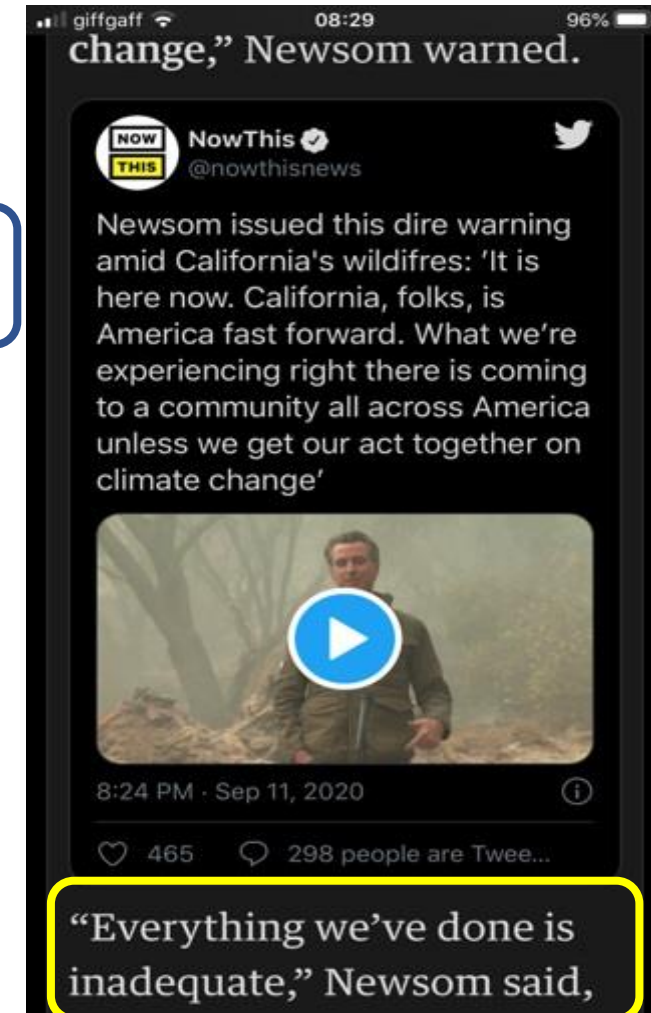 giffgaff 08:29 96%
change,” Newsom warned.
NOW
THIS
NowThis
@nowthisnews
Newsom issued this dire warning
amid California's wildifres: ‘It is
here now. California, folks, is
America fast forward. What we’re
experiencing right there is coming
to a community all across America
unless we get our act together on
climate change’
8:24 PM · Sep 11, 2020
465 298 people are Twee...
“Everything we’ve done is
inadequate,” Newsom said,